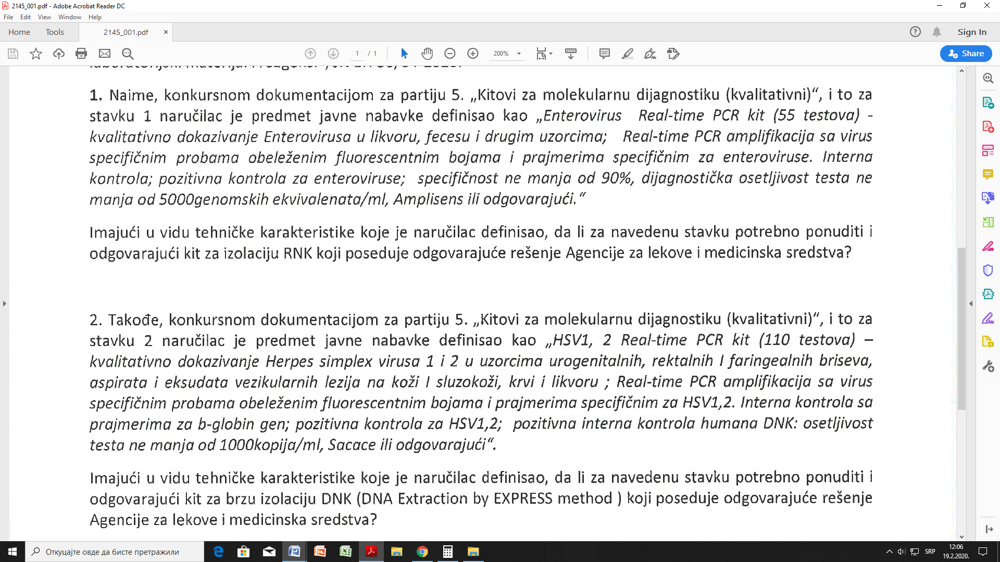 2145_001.pdf - Adobe Acrobat Reader DC
File Edit View Window Help
Home Tools 2145_001.pdf × Sign In
1 / 1 200% Share
1. Naime, konkursnom dokumentacijom za partiju 5. „Kitovi za molekularnu dijagnostiku (kvalitativni)“, i to za
stavku 1 naručilac je predmet javne nabavke definisao kao „Enterovirus Real-time PCR kit (55 testova) -
kvalitativno dokazivanje Enterovirusa u likvoru, fecesu i drugim uzorcima; Real-time PCR amplifikacija sa virus
specifičnim probama obeleženim fluorescentnim bojama i prajmerima specifičnim za enteroviruse. Interna
kontrola; pozitivna kontrola za enteroviruse; specifičnost ne manja od 90%, dijagnostička osetljivost testa ne
manja od 5000genomskih ekvivalenata/ml, Amplisens ili odgovarajući.“
Imajući u vidu tehničke karakteristike koje je naručilac definisao, da li za navedenu stavku potrebno ponuditi i
odgovarajući kit za izolaciju RNK koji poseduje odgovarajuće rešenje Agencije za lekove i medicinska sredstva?
2. Takođe, konkursnom dokumentacijom za partiju 5. „Kitovi za molekularnu dijagnostiku (kvalitativni)“, i to za
stavku 2 naručilac je predmet javne nabavke definisao kao „HSV1, 2 Real-time PCR kit (110 testova) –
kvalitativno dokazivanje Herpes simplex virusa 1 i 2 u uzorcima urogenitalnih, rektalnih I faringealnih briseva,
aspirata i eksudata vezikularnih lezija na koži I sluzokoži, krvi i likvoru ; Real-time PCR amplifikacija sa virus
specifičnim probama obeleženim fluorescentnim bojama i prajmerima specifičnim za HSV1,2. Interna kontrola sa
prajmerima za b-globin gen; pozitivna kontrola za HSV1,2; pozitivna interna kontrola humana DNK: osetljivost
testa ne manja od 1000kopija/ml, Sacace ili odgovarajući“.
Imajući u vidu tehničke karakteristike koje je naručilac definisao, da li za navedenu stavku potrebno ponuditi i
odgovarajući kit za brzu izolaciju DNK (DNA Extraction by EXPRESS method ) koji poseduje odgovarajuće rešenje
Agencije za lekove i medicinska sredstva?
Откуцајте овде да бисте претражили
SRP
12:06
19.2.2020.